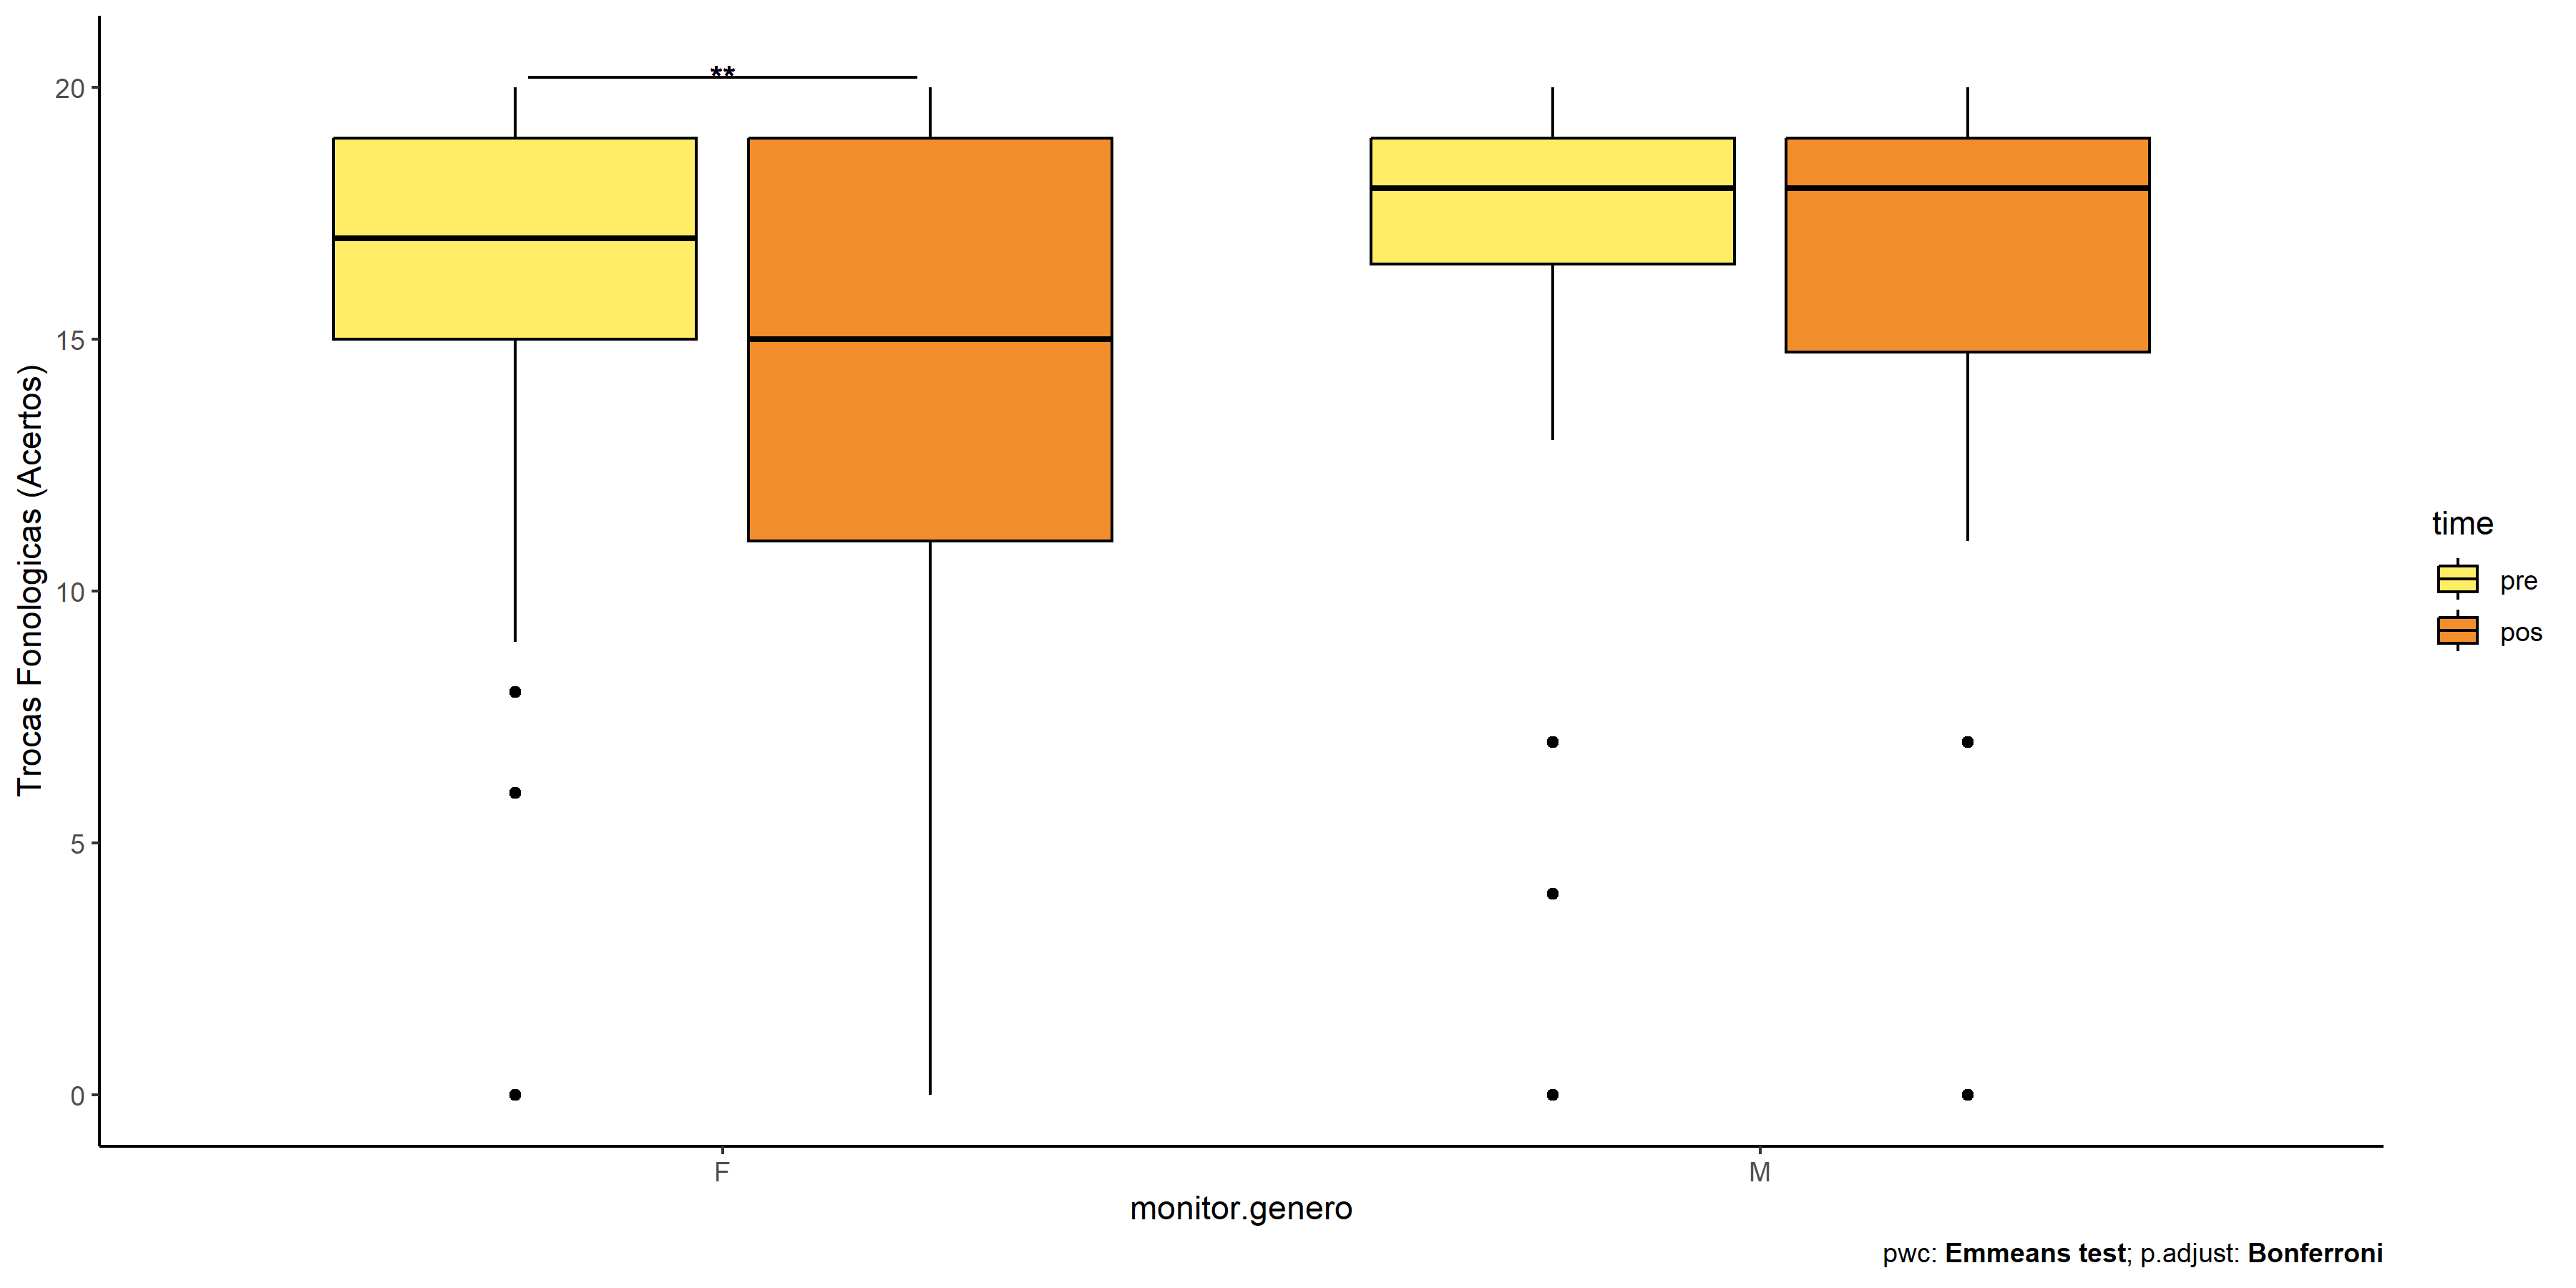 **
20
15
10
5
0
Trocas Fonologicas (Acertos)
F
M
monitor.genero
time
pre
pos
pwc: Emmeans test; p.adjust: Bonferroni